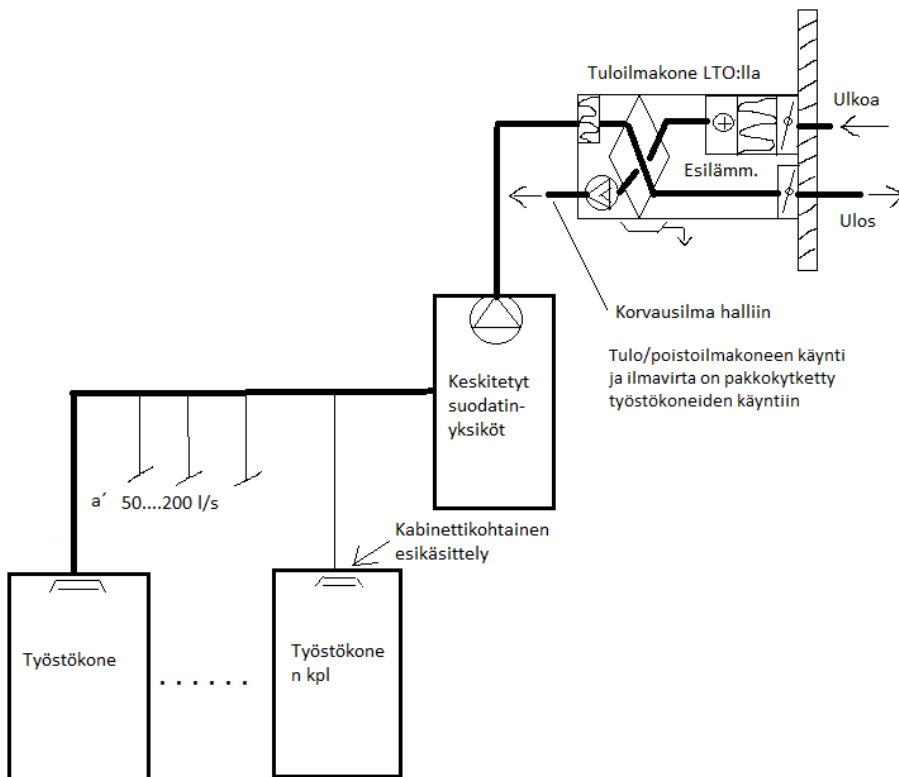 Tuloilmakone LTO:lla
Ulkoa
Esilämm.
Ulos
Korvausilma halliin
Tulo/poistoilmakoneen käynti
ja ilmavirta on pakkokytketty
työstökoneiden käyntiin
Keskitetyt
suodatin-
yksiköt
a´ 50....200 l/s
Kabinettikohtainen
esikäsittely
Työstökone
. . . . . .
Työstökone
n kpl